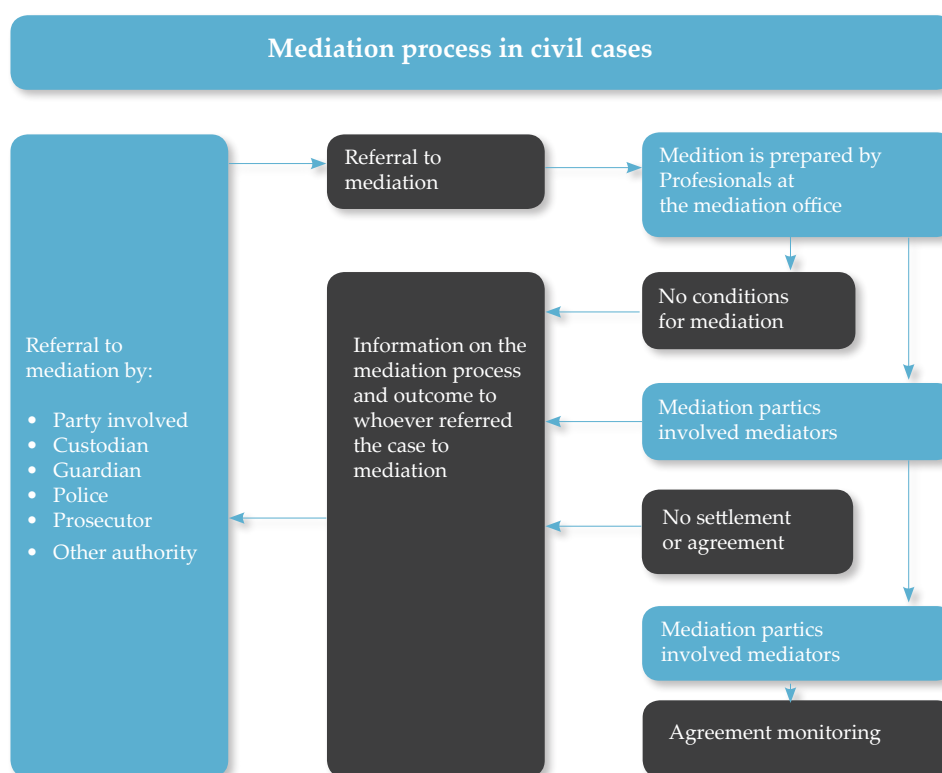 Mediation process in civil cases
Referral to
mediation by:
• Party involved
• Custodian
• Guardian
• Police
• Prosecutor
• Other authority
Referral to
mediation
Medition is prepared by
Profesionals at
the mediation office
No conditions
for mediation
Information on the
mediation process
and outcome to
whoever referred
the case to
mediation
Mediation partics
involved mediators
No settlement
or agreement
Mediation partics
involved mediators
Agreement monitoring